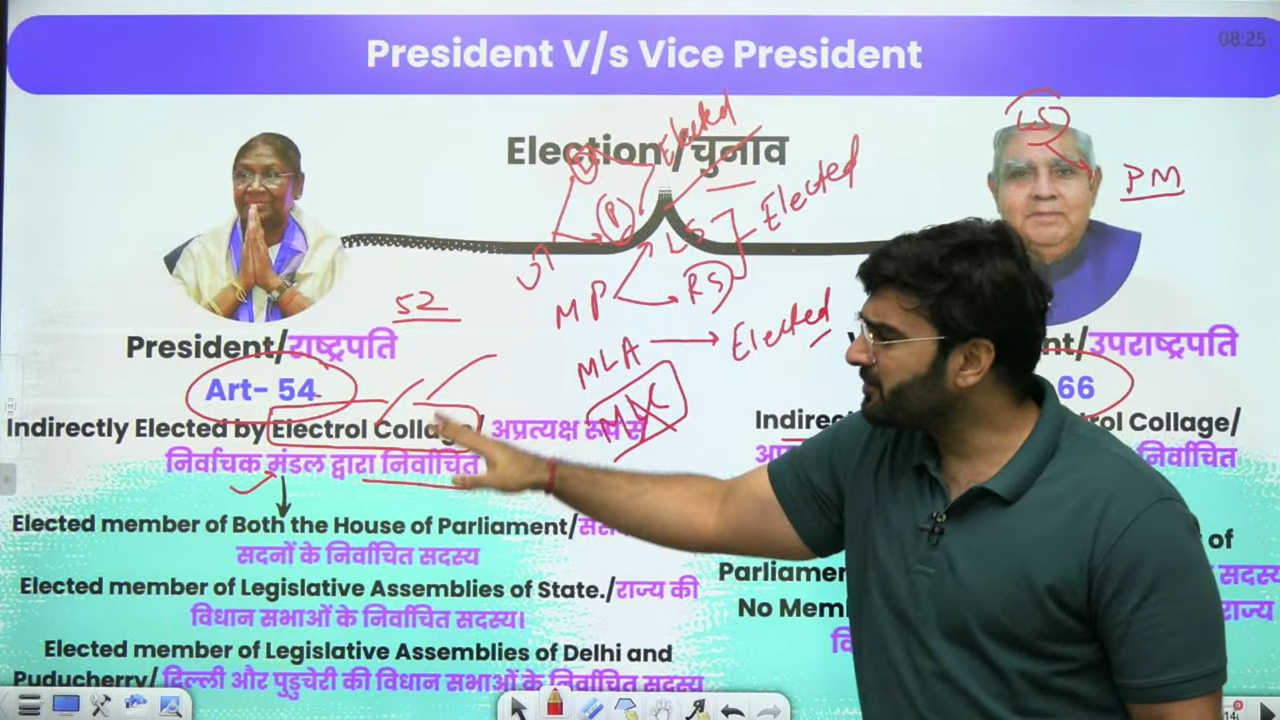 President V/s Vice President
08:25
Election/चुनाव
Elected
LS
PM
D
P
UT
LS
RS
Elected
MP
52
MLA
Elected
President/राष्ट्रपति
nt/उपराष्ट्रपति
Art- 54
66
Indirectly Elected by Electrol Collage/ अप्रत्यक्ष रूप से
निर्वाचक मंडल द्वारा निर्वाचित
Elected member of Both the House of Parliament/
सदनों के निर्वाचित सदस्य
Elected member of Legislative Assemblies of State./राज्य की
विधान सभाओं के निर्वाचित सदस्य।
Elected member of Legislative Assemblies of Delhi and
Puducherry/ दिल्ली और पुडुचेरी की विधान सभाओं के निर्वाचित सदस्य
Indirec
Collage/
निर्वाचित
of
Parliamen
सदस्य
No Mem
राज्य